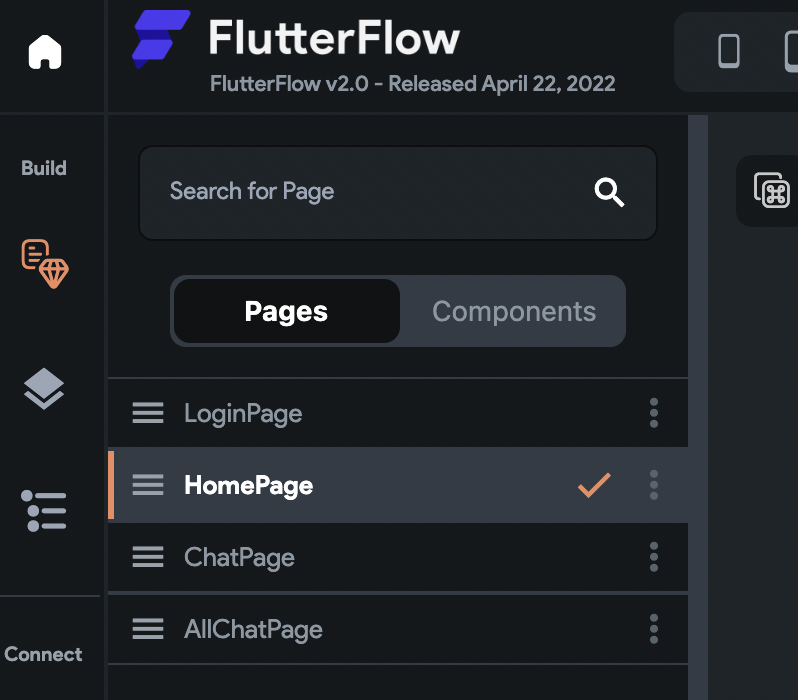 FlutterFlow
FlutterFlow v2.0 - Released April 22, 2022
Build
Search for Page
Pages
Components
LoginPage
HomePage
ChatPage
AllChatPage
Connect